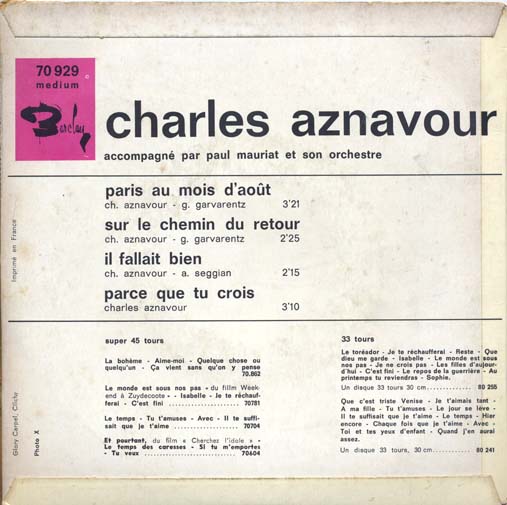 70 929
medium
Barclay
charles aznavour
accompagné par paul mauriat et son orchestre
paris au mois d'août
ch. aznavour - g. garvarentz 3'21
sur le chemin du retour
ch. aznavour - g. garvarentz 2'25
il fallait bien
ch. aznavour - a. seggian 2'15
parce que tu crois
charles aznavour 3'10
Imprimé en France
super 45 tours
La bohème - Aime-moi - Quelque chose ou
quelqu'un - Ça vient sans qu'on y pense
70.862
Le monde est sous nos pas « du fillm Week-
end à Zuydecoote » - Isabelle - Je te réchauf-
ferai - C'est fini .................... 70781
Le temps - Tu t'amuses - Avec - Il te suffi-
sait que je t'aime .................... 70704
Et pourtant, du film « Cherchez l'idole » -
Le temps des caresses - Si tu m'emportes
- Tu veux .................... 70604
33 tours
Le toréador - Je te réchaufferai - Reste - Que
dieu me garde - Isabelle - Le monde est sous
nos pas - Je ne crois pas - Les filles d'aujour-
d'hui - C'est fini - Le repos de la guerrière - Au
printemps tu reviendras - Sophie.
Un disque 33 tours 30 cm........... 80 255
Que c'est triste Venise - Je t'aimais tant -
A ma fille - Tu t'amuses - Le jour se lève -
Il te suffisait que je t'aime - Le temps - Hier
encore - Chaque fois que je t'aime - Avec -
Toi et tes yeux d'enfant - Quand j'en aurai
assez.
Un disque 33 tours, 30 cm........... 80 241
Glory Carpel, Clichy
Photo X